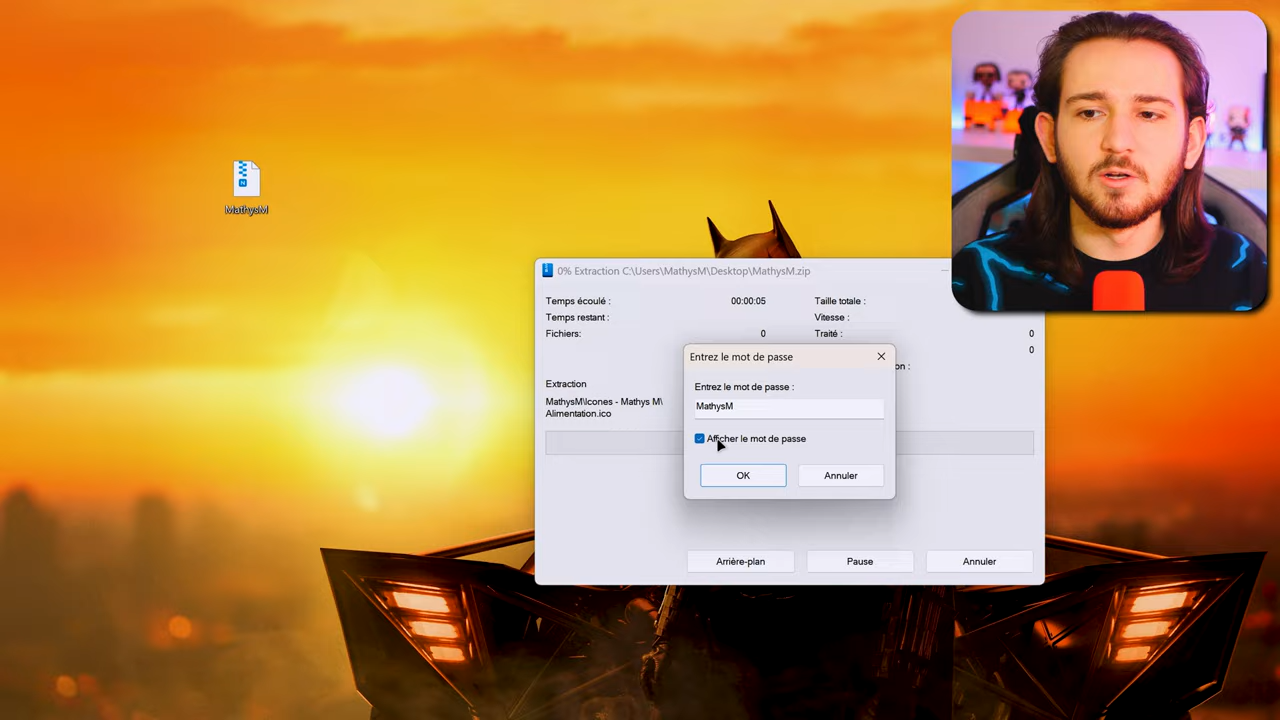 MathysM
0% Extraction C:\Users\MathysM\Desktop\MathysM.zip
Temps écoulé :
00:00:05
Taille totale :
Temps restant :
Vitesse :
Fichiers:
0
Traité :
0
0
on :
Extraction
MathysM\Icones - Mathys M\
Alimentation.ico
Entrez le mot de passe
Entrez le mot de passe :
MathysM
Afficher le mot de passe
OK
Annuler
Arrière-plan
Pause
Annuler